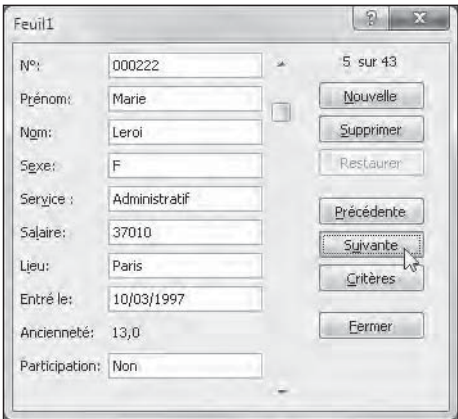 Feuil1
N°: 000222 5 sur 43
Prénom: Marie Nouvelle
Nom: Leroi Supprimer
Sexe: F Restaurer
Service : Administratif
Précédente
Salaire: 37010
Suivante
Lieu: Paris
Critères
Entré le: 10/03/1997
Ancienneté: 13,0 Fermer
Participation: Non